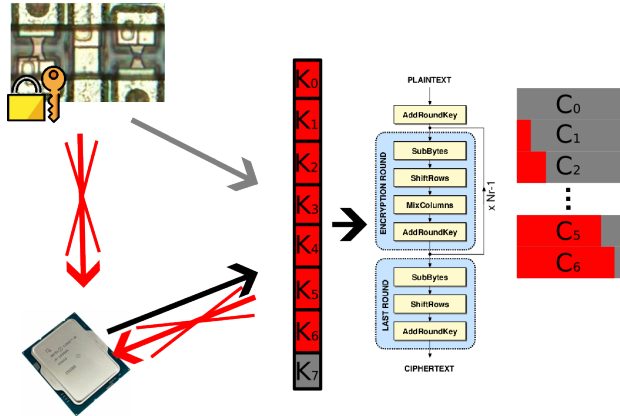 K0
K1
K2
K3
K4
K5
K6
K7
PLAINTEXT
AddRoundKey
ENCRYPTION ROUND
SubBytes
ShiftRows
MixColumns
AddRoundKey
x Nr-1
LAST ROUND
SubBytes
ShiftRows
AddRoundKey
CIPHERTEXT
C0
C1
C2
C5
C6